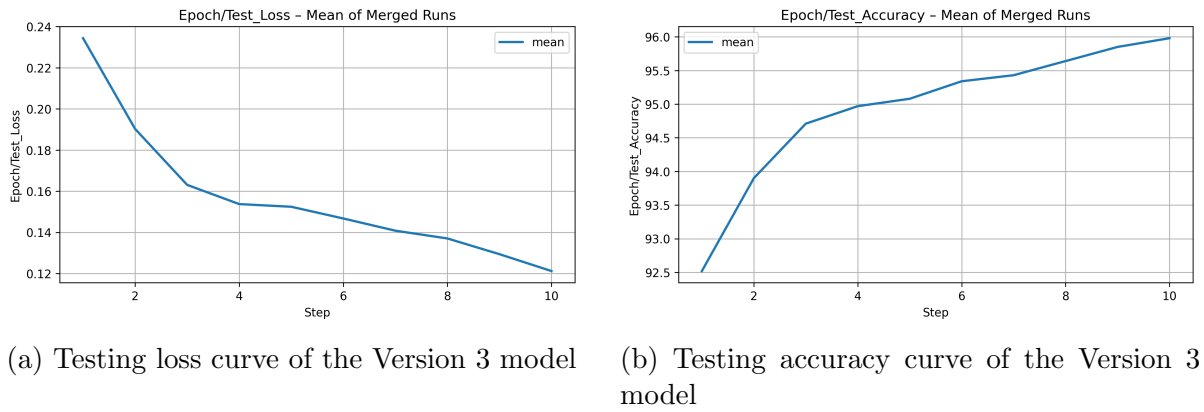 Epoch/Test_Loss – Mean of Merged Runs
mean
Epoch/Test_Loss
0.24
0.22
0.20
0.18
0.16
0.14
0.12
2
4
6
8
10
Step
(a) Testing loss curve of the Version 3 model
Epoch/Test_Accuracy – Mean of Merged Runs
mean
Epoch/Test_Accuracy
96.0
95.5
95.0
94.5
94.0
93.5
93.0
92.5
2
4
6
8
10
Step
(b) Testing accuracy curve of the Version 3
model